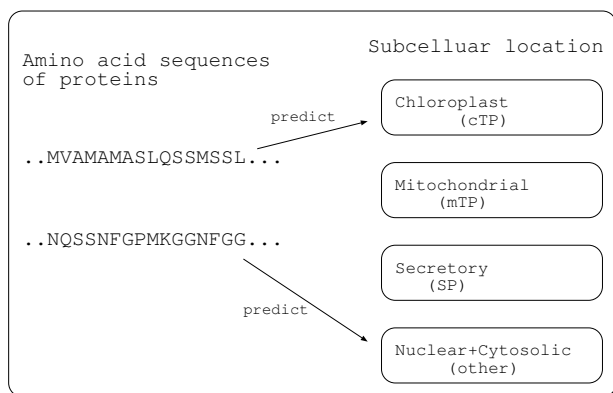 Amino acid sequences
of proteins
Subcelluar location
predict
..MVAMAMASLQSSMSSL...
..NQSSNFGPMKGGNFGG...
predict
Chloroplast
(cTP)
Mitochondrial
(mTP)
Secretory
(SP)
Nuclear+Cytosolic
(other)